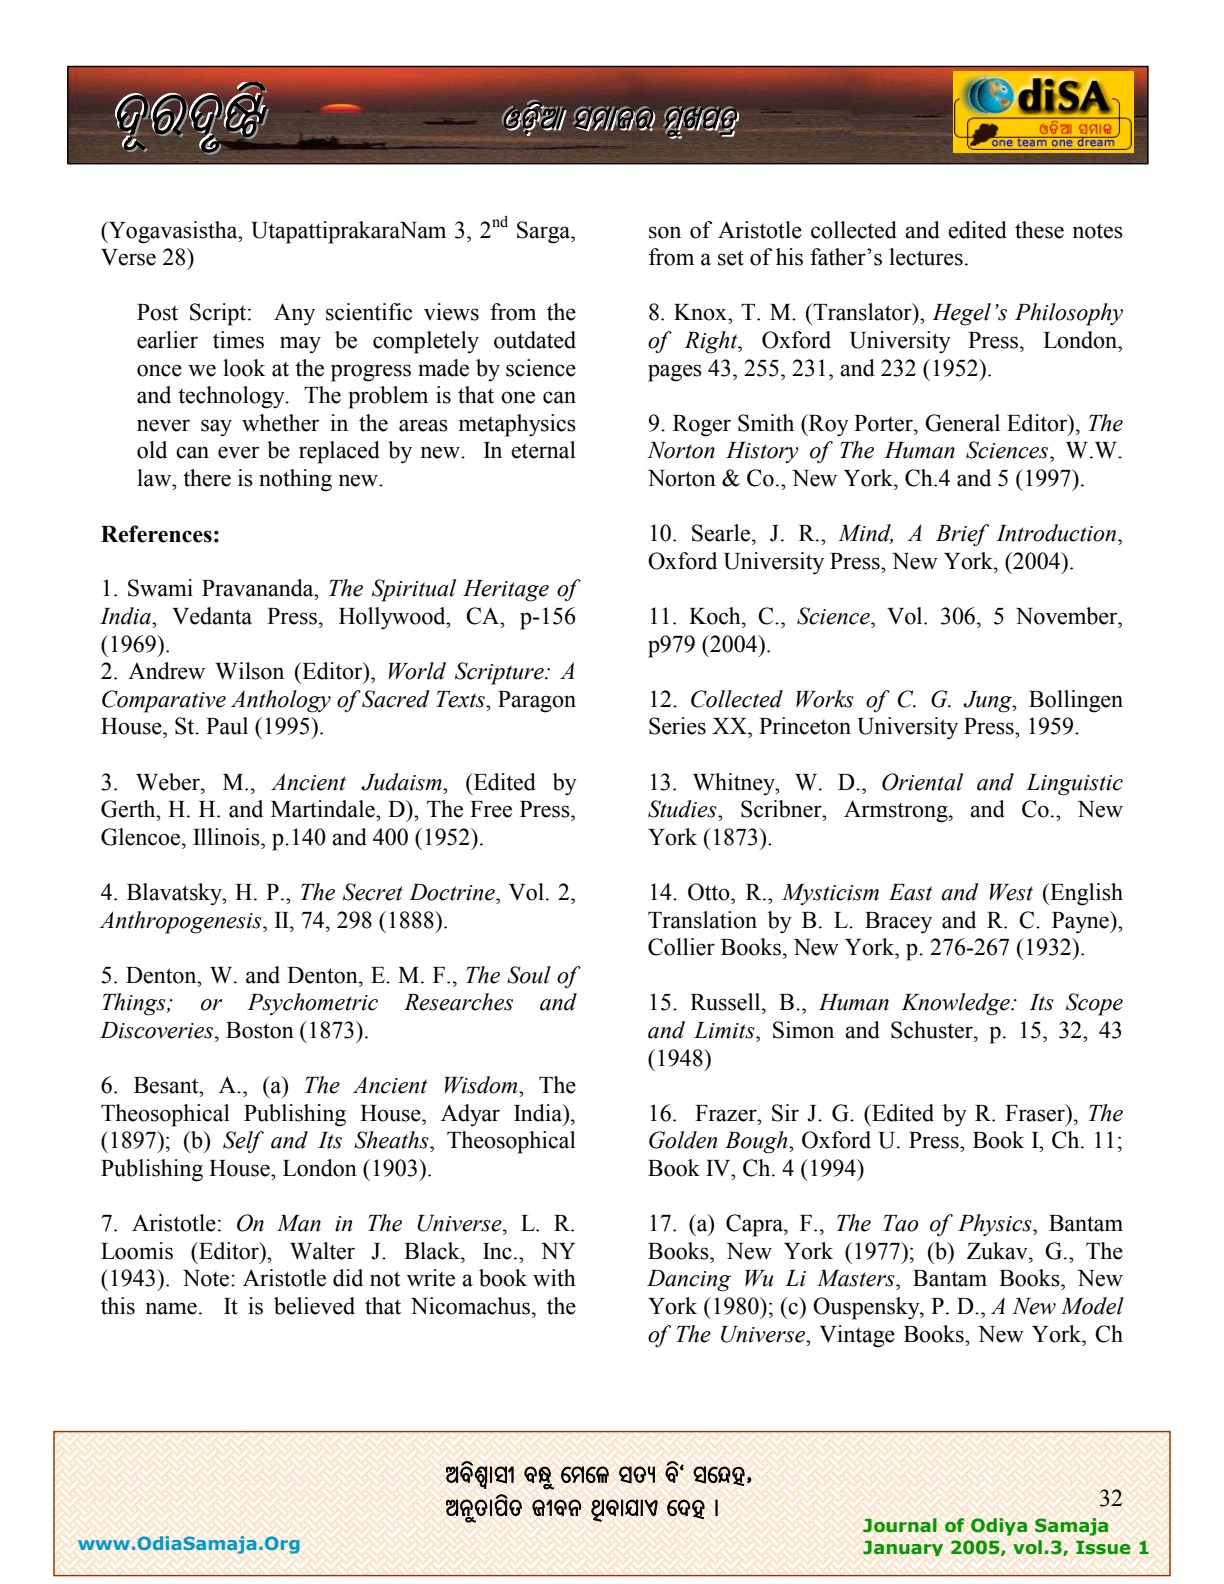 ଦୂରଦୃଷ୍ଟି
ଓଡ଼ିଆ ସମାଜର ମୁଖପତ୍ର
diSA
ଓଡିଆ ସମାଜ
one team one dream
(Yogavasistha, UtapattiprakaraNam 3, 2nd Sarga,
Verse 28)
Post Script: Any scientific views from the
earlier times may be completely outdated
once we look at the progress made by science
and technology. The problem is that one can
never say whether in the areas metaphysics
old can ever be replaced by new. In eternal
law, there is nothing new.
References:
1. Swami Pravananda, The Spiritual Heritage of
India, Vedanta Press, Hollywood, CA, p-156
(1969).
2. Andrew Wilson (Editor), World Scripture: A
Comparative Anthology of Sacred Texts, Paragon
House, St. Paul (1995).
3. Weber, M., Ancient Judaism, (Edited by
Gerth, H. H. and Martindale, D), The Free Press,
Glencoe, Illinois, p.140 and 400 (1952).
4. Blavatsky, H. P., The Secret Doctrine, Vol. 2,
Anthropogenesis, II, 74, 298 (1888).
5. Denton, W. and Denton, E. M. F., The Soul of
Things; or Psychometric Researches and
Discoveries, Boston (1873).
6. Besant, A., (a) The Ancient Wisdom, The
Theosophical Publishing House, Adyar India),
(1897); (b) Self and Its Sheaths, Theosophical
Publishing House, London (1903).
7. Aristotle: On Man in The Universe, L. R.
Loomis (Editor), Walter J. Black, Inc., NY
(1943). Note: Aristotle did not write a book with
this name. It is believed that Nicomachus, the
son of Aristotle collected and edited these notes
from a set of his father’s lectures.
8. Knox, T. M. (Translator), Hegel’s Philosophy
of Right, Oxford University Press, London,
pages 43, 255, 231, and 232 (1952).
9. Roger Smith (Roy Porter, General Editor), The
Norton History of The Human Sciences, W.W.
Norton & Co., New York, Ch.4 and 5 (1997).
10. Searle, J. R., Mind, A Brief Introduction,
Oxford University Press, New York, (2004).
11. Koch, C., Science, Vol. 306, 5 November,
p979 (2004).
12. Collected Works of C. G. Jung, Bollingen
Series XX, Princeton University Press, 1959.
13. Whitney, W. D., Oriental and Linguistic
Studies, Scribner, Armstrong, and Co., New
York (1873).
14. Otto, R., Mysticism East and West (English
Translation by B. L. Bracey and R. C. Payne),
Collier Books, New York, p. 276-267 (1932).
15. Russell, B., Human Knowledge: Its Scope
and Limits, Simon and Schuster, p. 15, 32, 43
(1948)
16. Frazer, Sir J. G. (Edited by R. Fraser), The
Golden Bough, Oxford U. Press, Book I, Ch. 11;
Book IV, Ch. 4 (1994)
17. (a) Capra, F., The Tao of Physics, Bantam
Books, New York (1977); (b) Zukav, G., The
Dancing Wu Li Masters, Bantam Books, New
York (1980); (c) Ouspensky, P. D., A New Model
of The Universe, Vintage Books, New York, Ch
ଅବିଶ୍ୱାସୀ ବନ୍ଧୁ ମେଳେ ସତ୍ୟ ବିଂ ସନ୍ଦେହ,
ଅନୁତାପିତ ଜୀବନ ଥିବାଯାଏ ଦେହ ।
32
www.OdiaSamaja.Org
Journal of Odiya Samaja
January 2005, vol.3, Issue 1